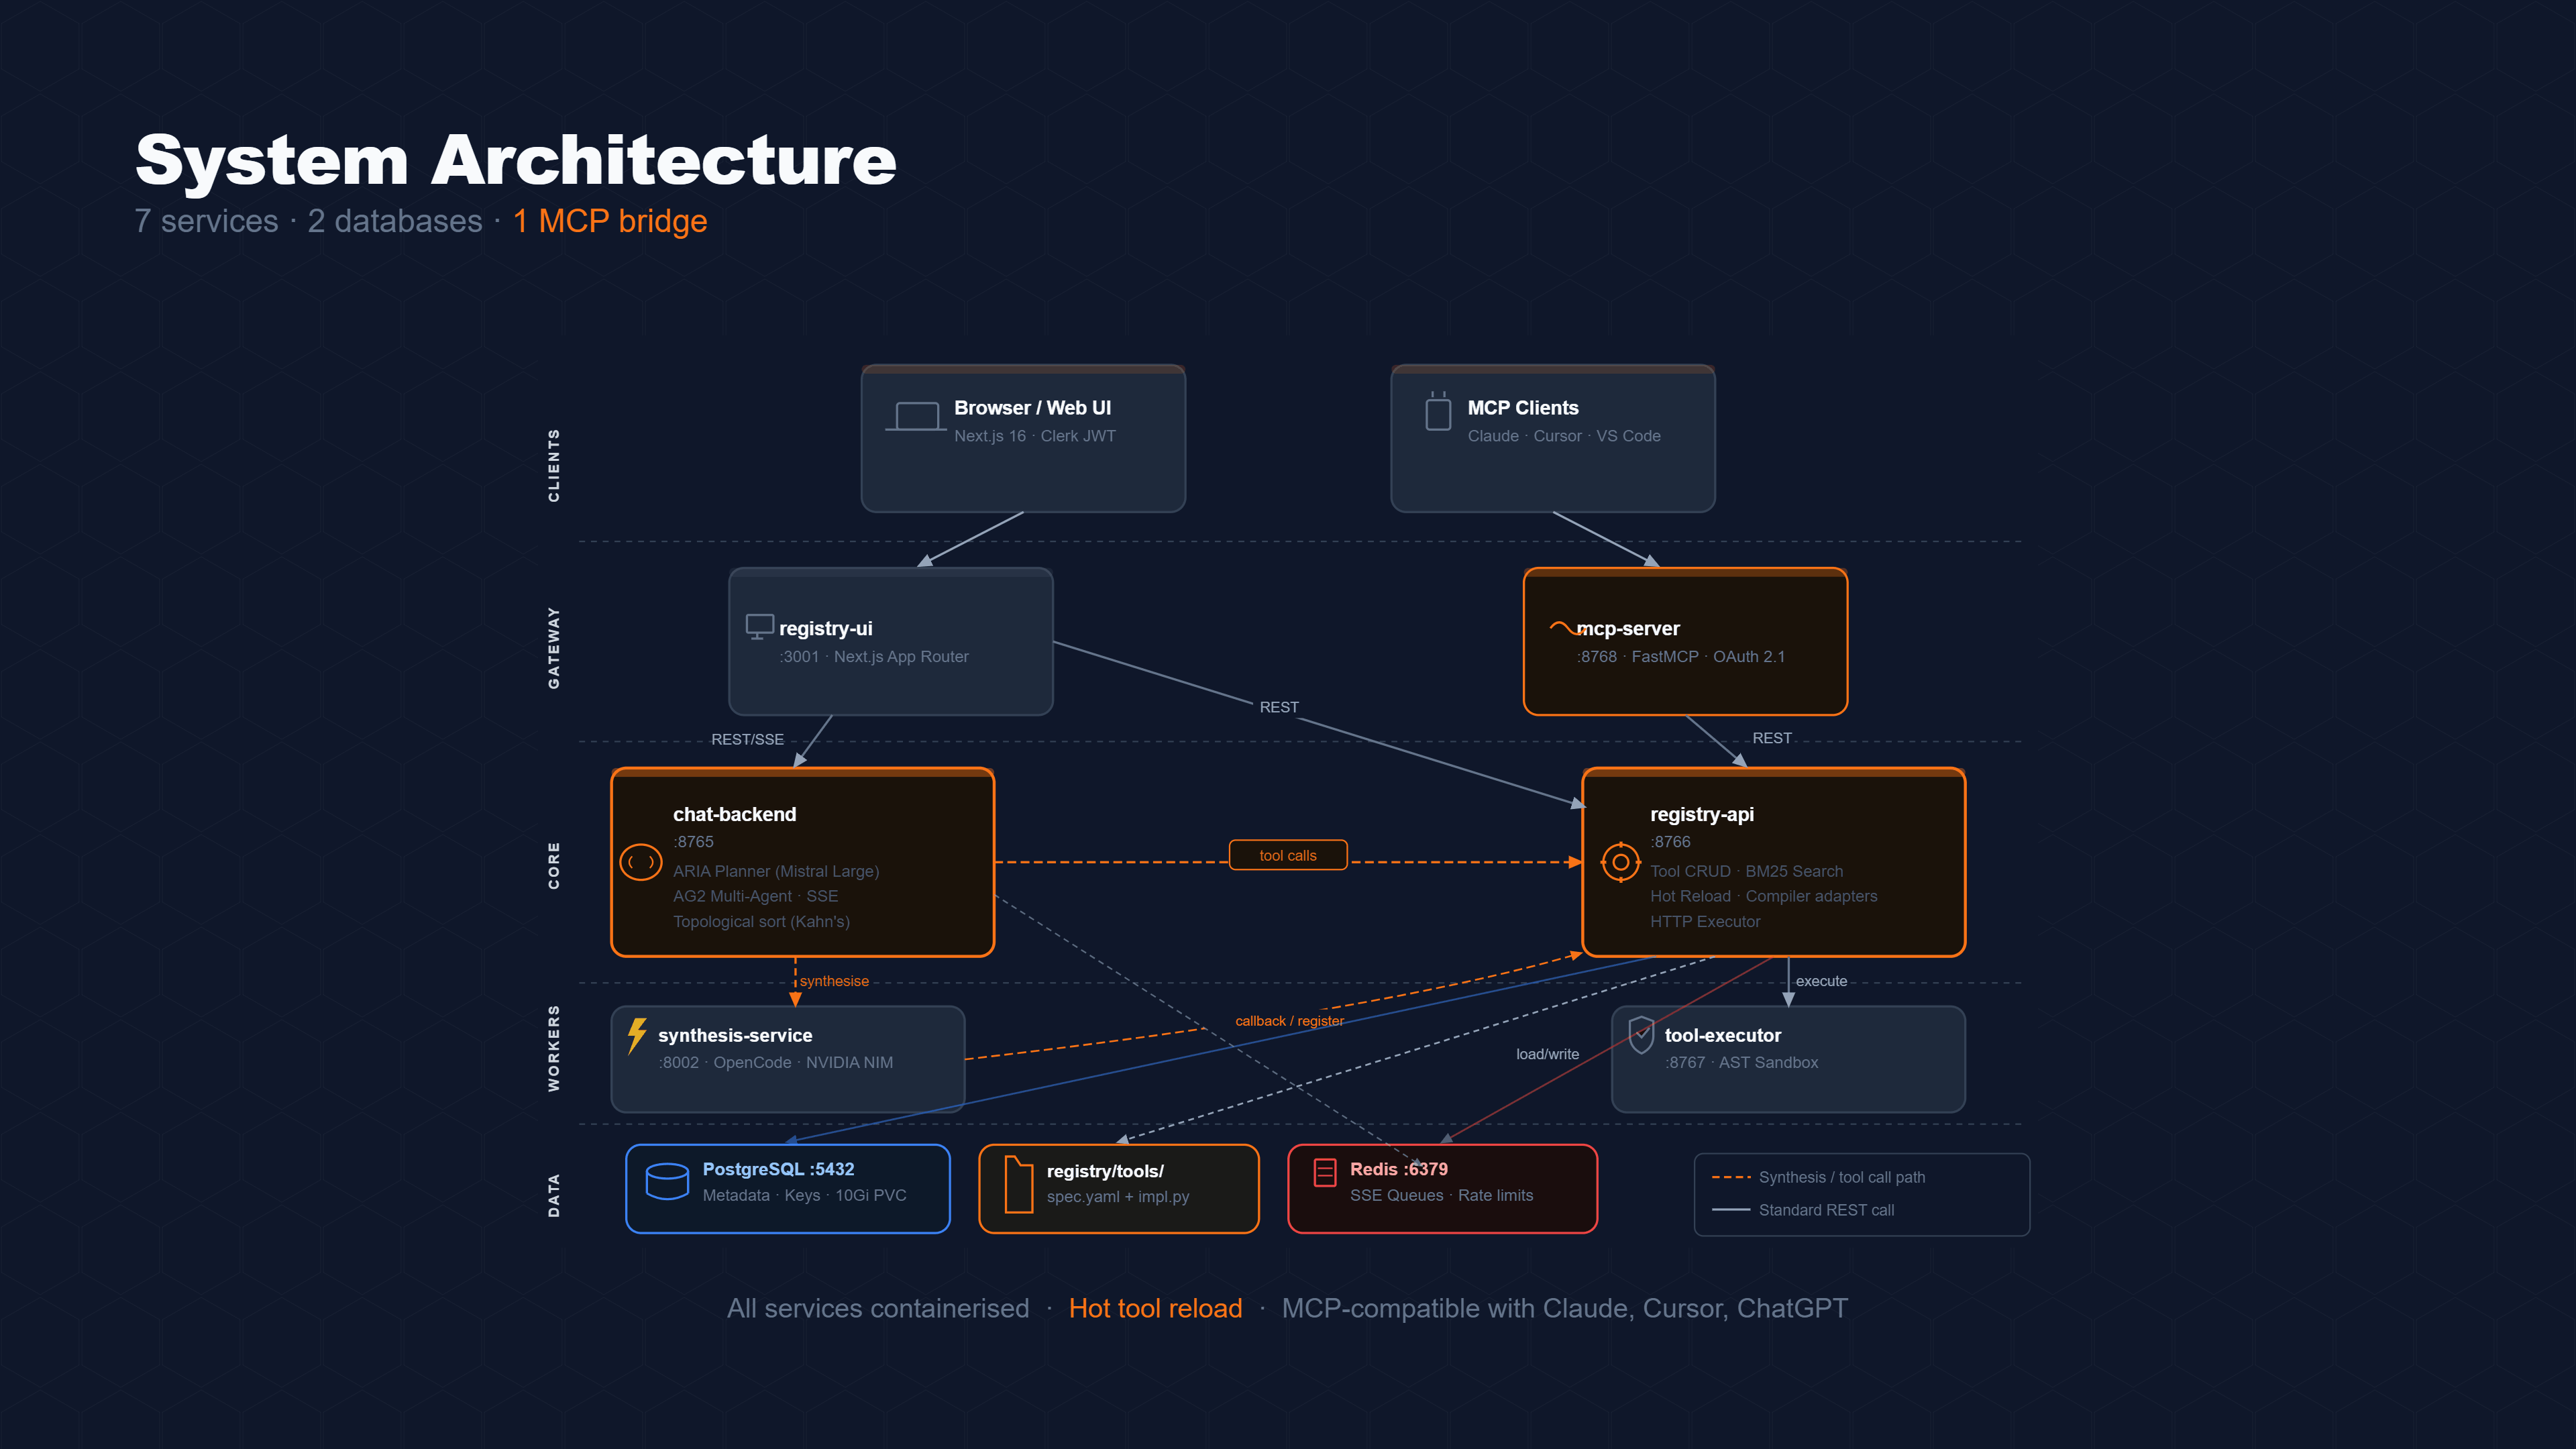 System Architecture
7 services · 2 databases · 1 MCP bridge
CLIENTS
Browser / Web UI
Next.js 16 · Clerk JWT
MCP Clients
Claude · Cursor · VS Code
GATEWAY
registry-ui
:3001 · Next.js App Router
mcp-server
:8768 · FastMCP · OAuth 2.1
REST
REST/SSE
REST
CORE
chat-backend
:8765
ARIA Planner (Mistral Large)
AG2 Multi-Agent · SSE
Topological sort (Kahn's)
tool calls
registry-api
:8766
Tool CRUD · BM25 Search
Hot Reload · Compiler adapters
HTTP Executor
synthesise
execute
WORKERS
synthesis-service
:8002 · OpenCode · NVIDIA NIM
callback / register
load/write
tool-executor
:8767 · AST Sandbox
DATA
PostgreSQL :5432
Metadata · Keys · 10Gi PVC
registry/tools/
spec.yaml + impl.py
Redis :6379
SSE Queues · Rate limits
Synthesis / tool call path
Standard REST call
All services containerised · Hot tool reload · MCP-compatible with Claude, Cursor, ChatGPT